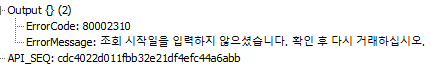 Output {} (2)
ErrorCode: 80002310
ErrorMessage: 조회 시작일을 입력하지 않으셨습니다. 확인 후 다시 거래하십시오.
API_SEQ: cdc4022d011fbb32e21df4efc44a6abb